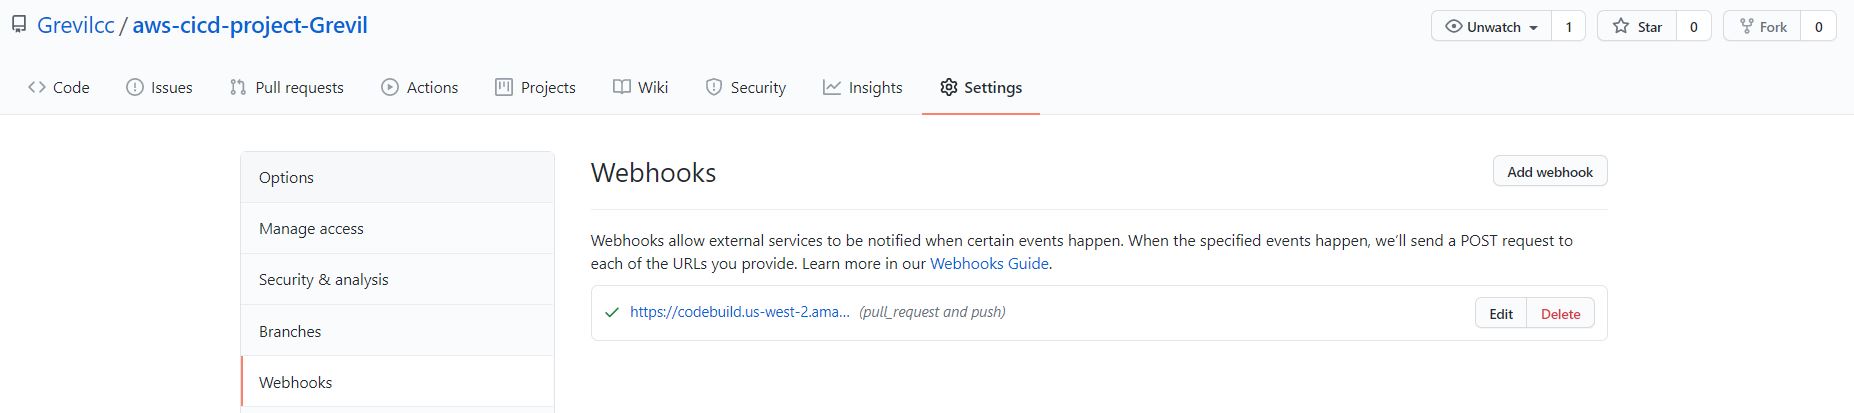 Grevilcc / aws-cicd-project-Grevil
Unwatch 1 Star 0 Fork 0
Code Issues Pull requests Actions Projects Wiki Security Insights Settings
Options
Manage access
Security & analysis
Branches
Webhooks
Webhooks
Add webhook
Webhooks allow external services to be notified when certain events happen. When the specified events happen, we’ll send a POST request to
each of the URLs you provide. Learn more in our Webhooks Guide.
https://codebuild.us-west-2.ama... (pull_request and push)
Edit Delete